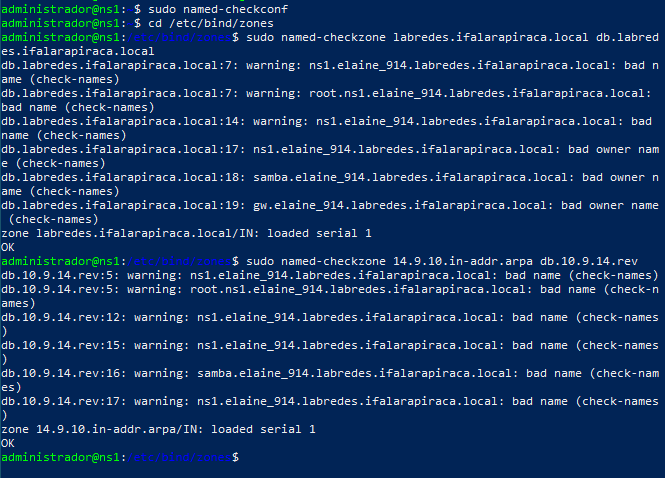 administrador@ns1:~$ sudo named-checkconf
administrador@ns1:~$ cd /etc/bind/zones
administrador@ns1:/etc/bind/zones$ sudo named-checkzone labredes.ifalarapiraca.local db.labred
es.ifalarapiraca.local
db.labredes.ifalarapiraca.local:7: warning: ns1.elaine_914.labredes.ifalarapiraca.local: bad n
ame (check-names)
db.labredes.ifalarapiraca.local:7: warning: root.ns1.elaine_914.labredes.ifalarapiraca.local:
bad name (check-names)
db.labredes.ifalarapiraca.local:14: warning: ns1.elaine_914.labredes.ifalarapiraca.local: bad
name (check-names)
db.labredes.ifalarapiraca.local:17: ns1.elaine_914.labredes.ifalarapiraca.local: bad owner nam
e (check-names)
db.labredes.ifalarapiraca.local:18: samba.elaine_914.labredes.ifalarapiraca.local: bad owner n
ame (check-names)
db.labredes.ifalarapiraca.local:19: gw.elaine_914.labredes.ifalarapiraca.local: bad owner name
 (check-names)
zone labredes.ifalarapiraca.local/IN: loaded serial 1
OK
administrador@ns1:/etc/bind/zones$ sudo named-checkzone 14.9.10.in-addr.arpa db.10.9.14.rev
db.10.9.14.rev:5: warning: ns1.elaine_914.labredes.ifalarapiraca.local: bad name (check-names)
db.10.9.14.rev:5: warning: root.ns1.elaine_914.labredes.ifalarapiraca.local: bad name (check-n
ames)
db.10.9.14.rev:12: warning: ns1.elaine_914.labredes.ifalarapiraca.local: bad name (check-names
)
db.10.9.14.rev:15: warning: ns1.elaine_914.labredes.ifalarapiraca.local: bad name (check-names
)
db.10.9.14.rev:16: warning: samba.elaine_914.labredes.ifalarapiraca.local: bad name (check-nam
es)
db.10.9.14.rev:17: warning: ns1.elaine_914.labredes.ifalarapiraca.local: bad name (check-names
)
zone 14.9.10.in-addr.arpa/IN: loaded serial 1
OK
administrador@ns1:/etc/bind/zones$